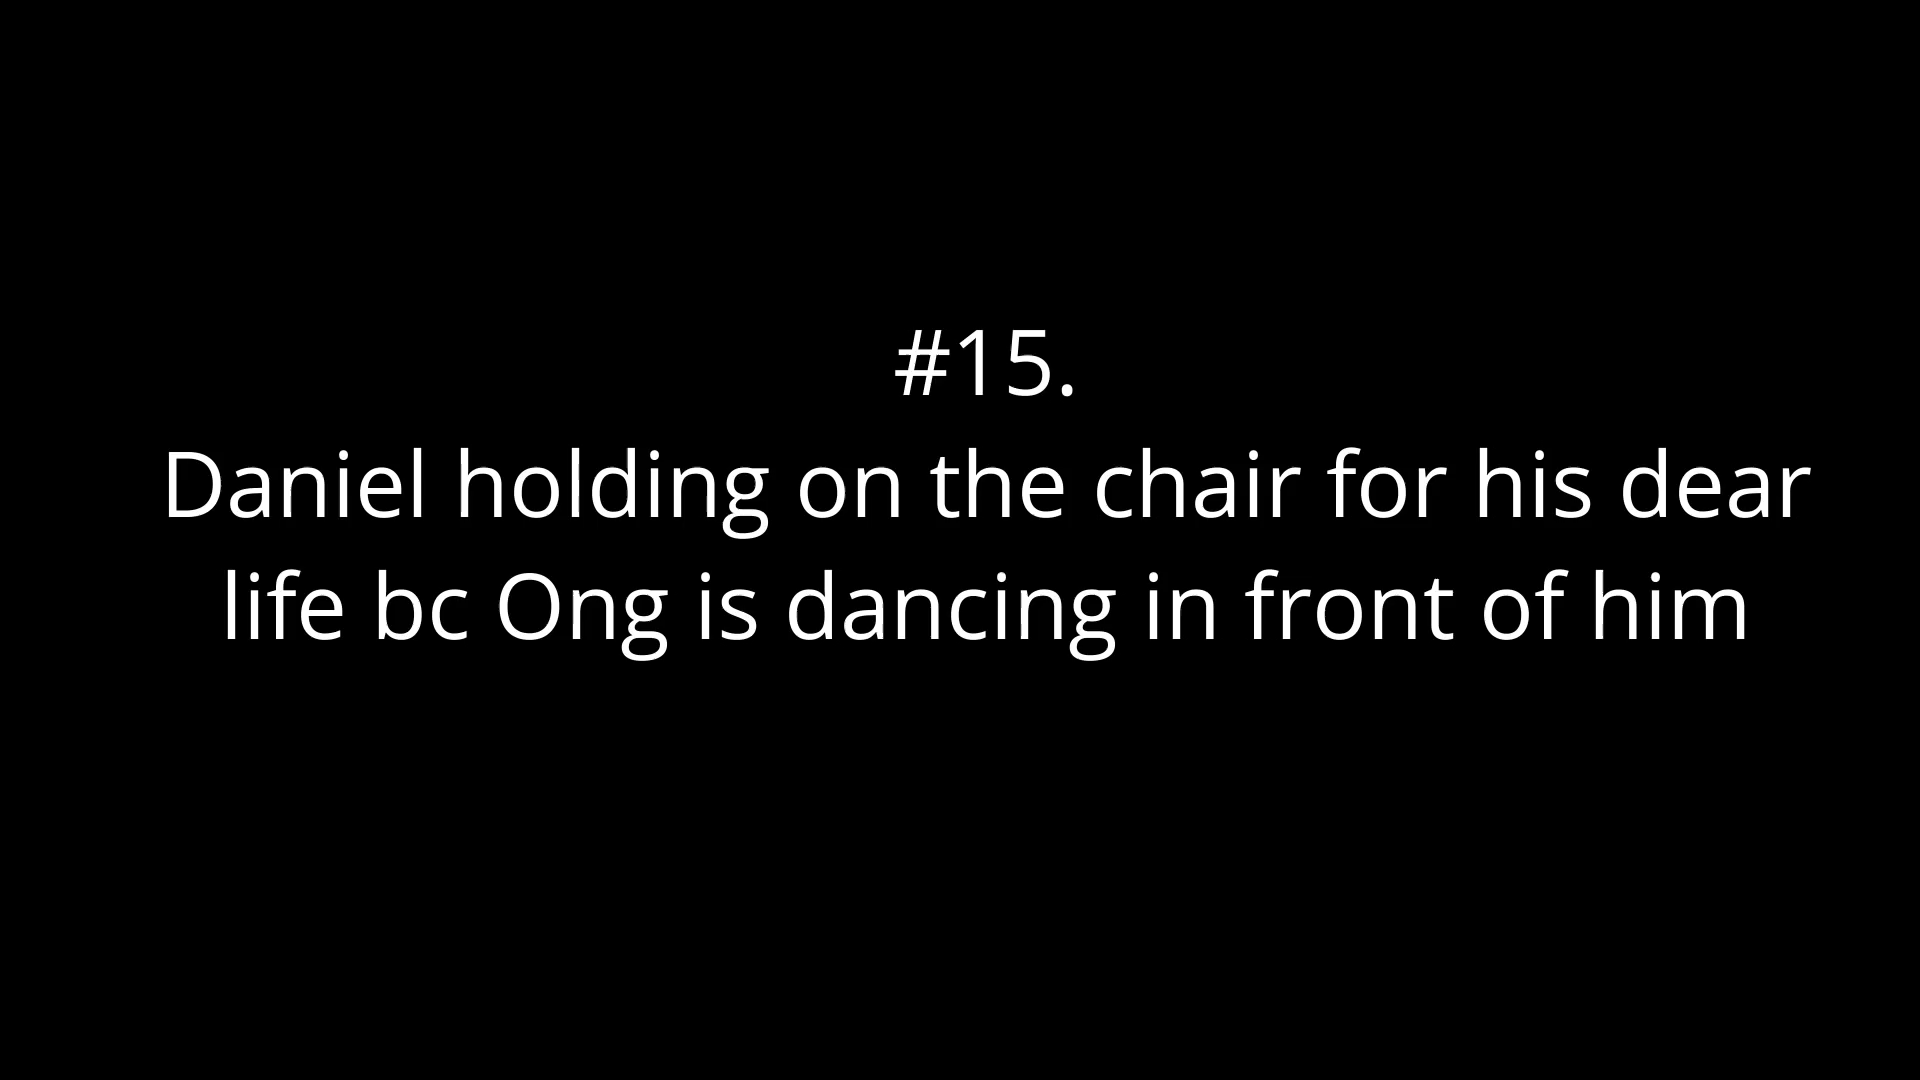 #15.
Daniel holding on the chair for his dear
life bc Ong is dancing in front of him